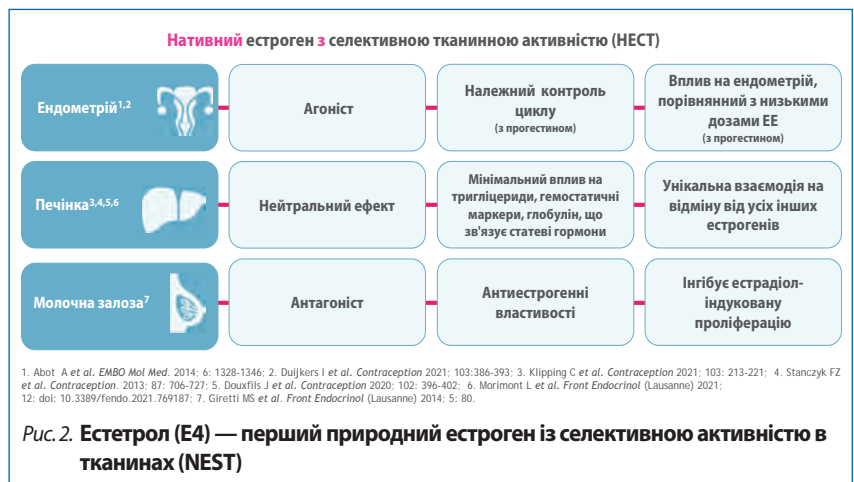 Нативний естроген з селективною тканинною активністю (НЕСТ)
Ендометрій1,2
Агоніст
Належний контроль
циклу
(з прогестином)
Вплив на ендометрій,
порівнянний з низькими
дозами ЕЕ
(з прогестином)
Печінка3,4,5,6
Нейтральний ефект
Мінімальний вплив на
тригліцериди, гемостатичні
маркери, глобулін, що
зв'язує статеві гормони
Унікальна взаємодія на
відміну від усіх інших
естрогенів
Молочна залоза7
Антагоніст
Антиестрогенні
властивості
Інгібує естрадіол-
індуковану
проліферацію
1. Abot A et al. EMBO Mol Med. 2014; 6: 1328-1346; 2. Duijkers I et al. Contraception 2021; 103:386-393; 3. Klipping C et al. Contraception 2021; 103: 213-221; 4. Stanczyk FZ
et al. Contraception. 2013; 87: 706-727; 5. Douxfils J et al. Contraception 2020; 102: 396-402; 6. Morimont L et al. Front Endocrinol (Lausanne) 2021;
12: doi: 10.3389/fendo.2021.769187; 7. Giretti MS et al. Front Endocrinol (Lausanne) 2014; 5: 80.
Рис. 2. Естетрол (Е4) — перший природний естроген із селективною активністю в
тканинах (NEST)